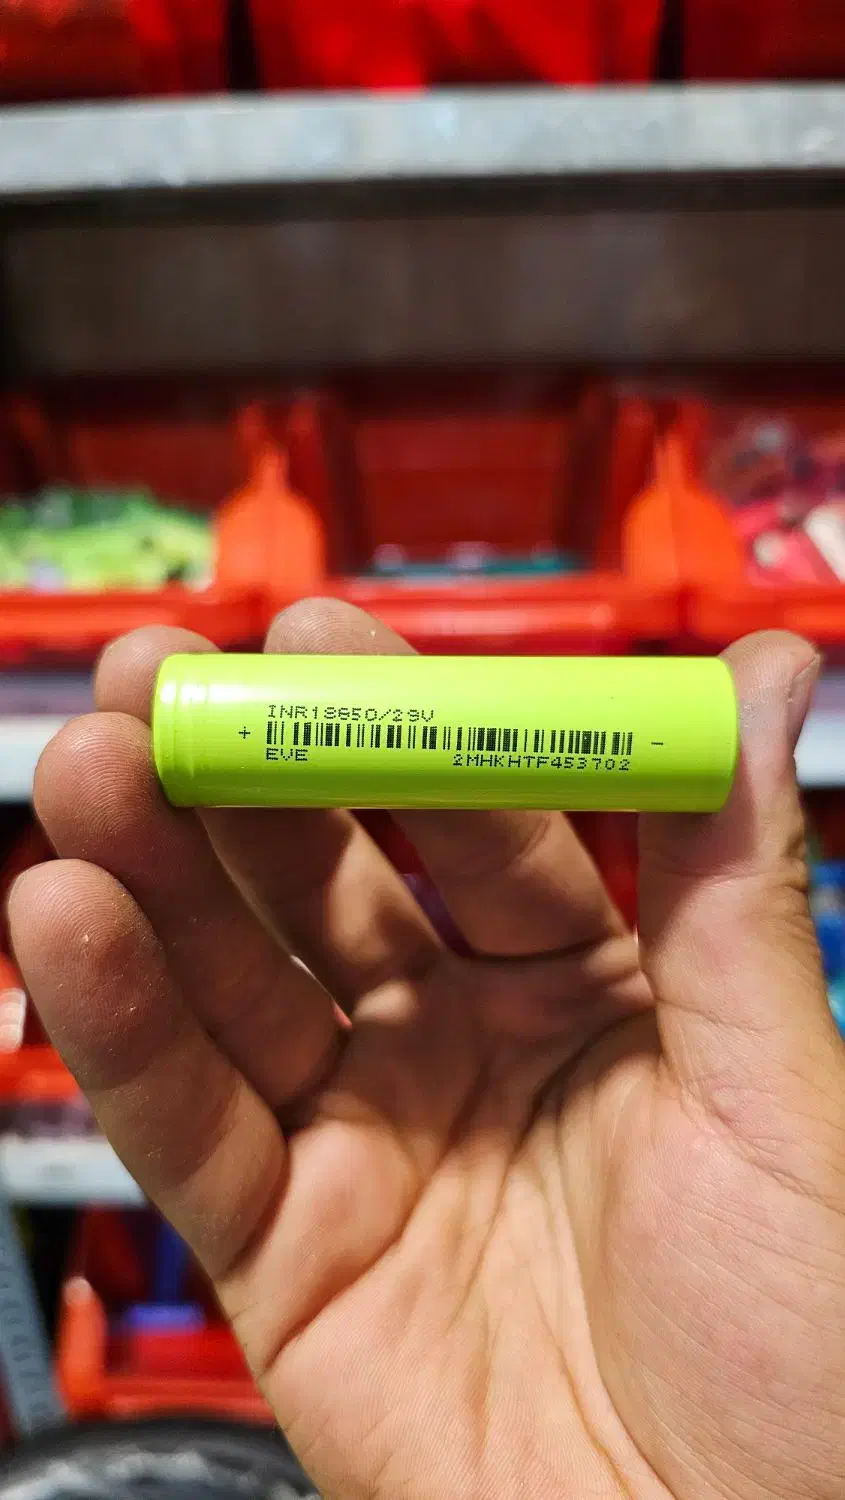 INR18650/29V
+ -
EVE 2MHKHTF453702